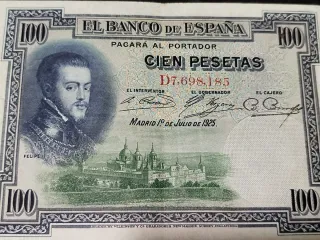 100 EL BANCO DE ESPAÑA 100
PAGARÁ AL PORTADOR
CIEN PESETAS
D7,698,185
EL INTERVENTOR EL GOBERNADOR EL CAJERO
Madrid 1º de Julio de 1925
FELIPE
100 100